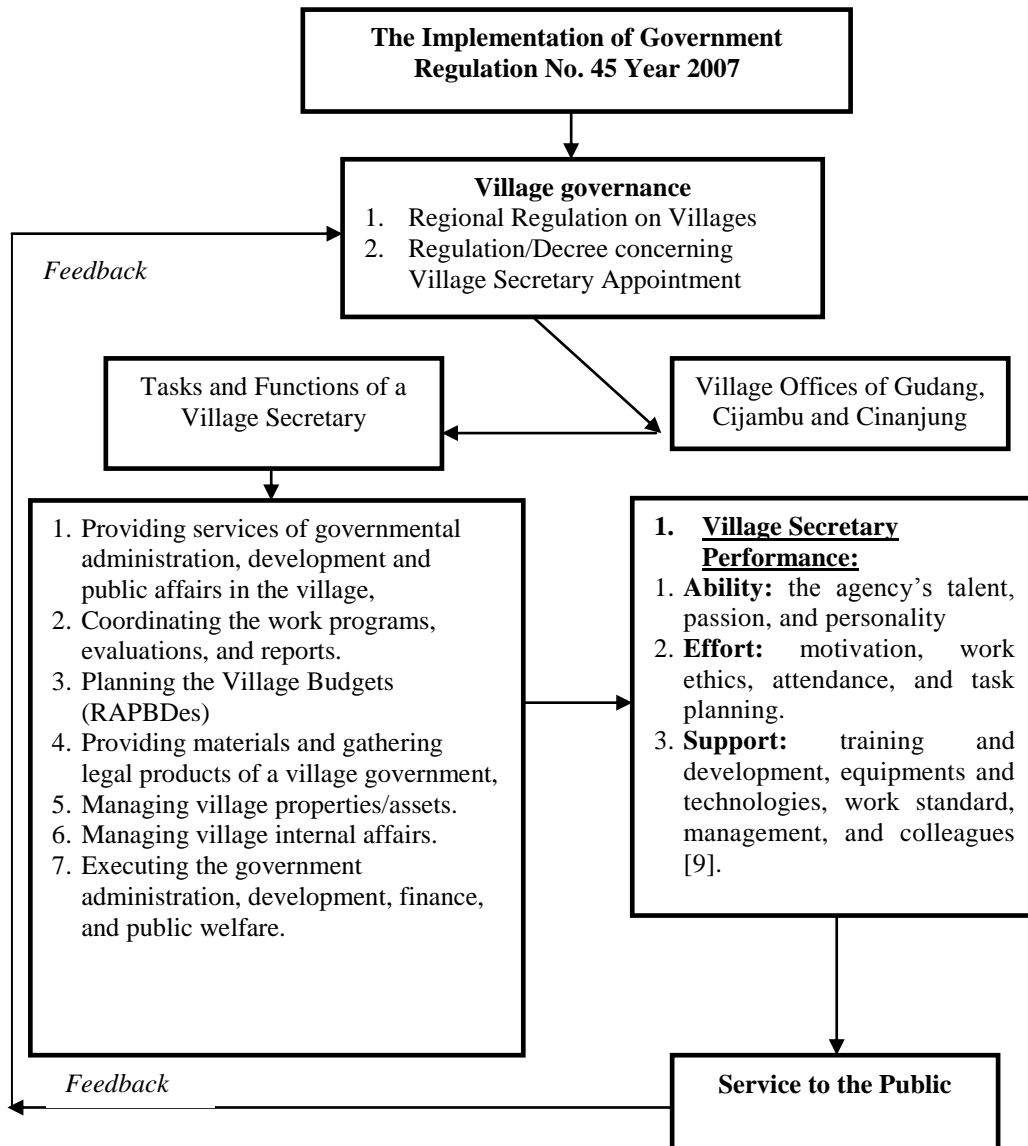 The Implementation of Government
Regulation No. 45 Year 2007
Village governance
1. Regional Regulation on Villages
2. Regulation/Decree concerning
Village Secretary Appointment
Feedback
Tasks and Functions of a
Village Secretary
Village Offices of Gudang,
Cijambu and Cinanjung
1. Providing services of governmental
administration, development and
public affairs in the village,
2. Coordinating the work programs,
evaluations, and reports.
3. Planning the Village Budgets
(RAPBDes)
4. Providing materials and gathering
legal products of a village government,
5. Managing village properties/assets.
6. Managing village internal affairs.
7. Executing the government
administration, development, finance,
and public welfare.
1. Village Secretary
Performance:
1. Ability: the agency's talent,
passion, and personality
2. Effort: motivation, work
ethics, attendance, and task
planning.
3. Support: training and
development, equipments and
technologies, work standard,
management, and colleagues
[9].
Feedback
Service to the Public